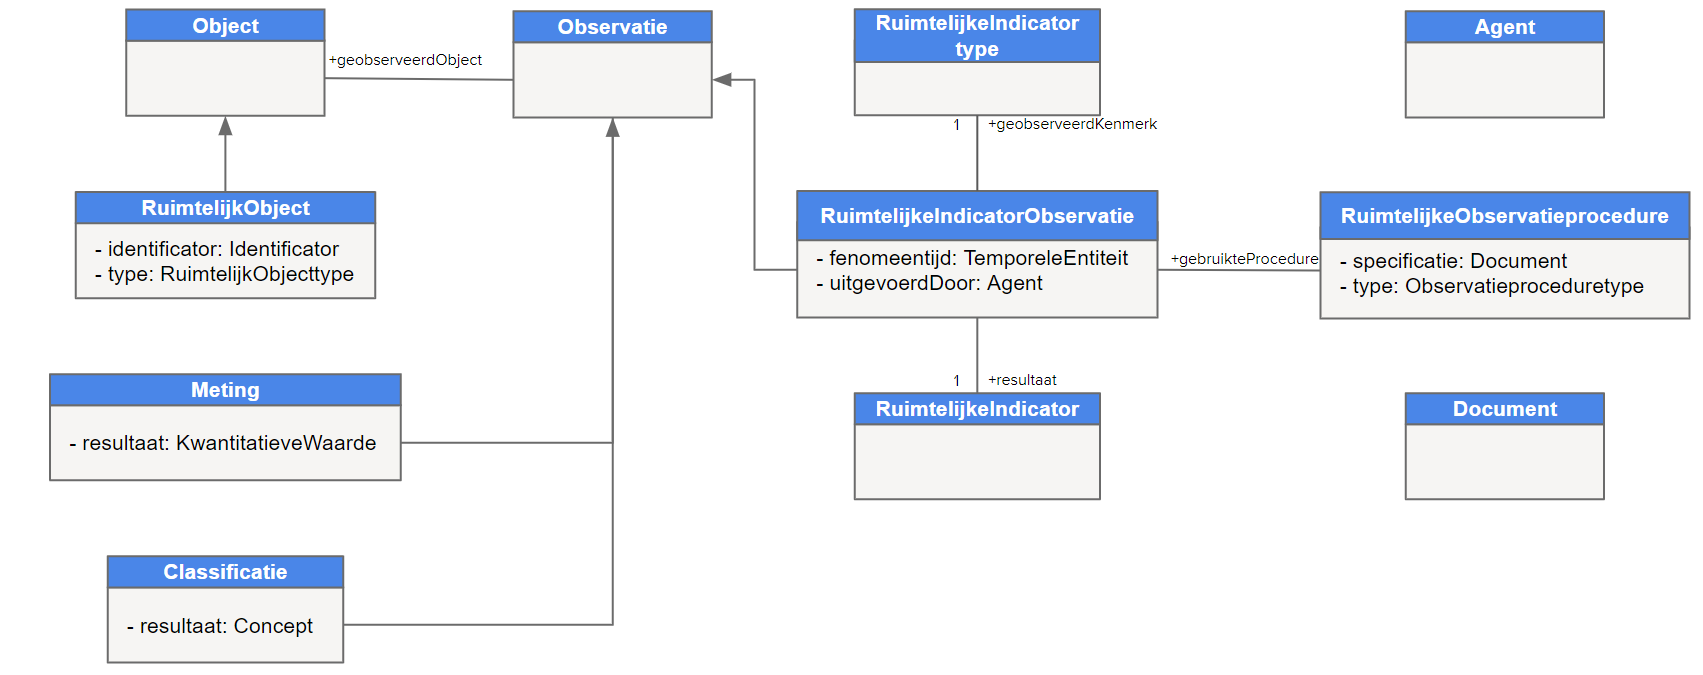 Object
+geobserveerdObject
Observatie
RuimtelijkeIndicator
type
Agent
1
+geobserveerdKenmerk
RuimtelijkObject
- identificator: Identificator
- type: RuimtelijkObjecttype
RuimtelijkeIndicatorObservatie
- fenomeentijd: TemporeleEntiteit
- uitgevoerdDoor: Agent
+gebruikteProcedure
RuimtelijkeObservatieprocedure
- specificatie: Document
- type: Observatieproceduretype
Meting
- resultaat: KwantitatieveWaarde
1
+resultaat
RuimtelijkeIndicator
Document
Classificatie
- resultaat: Concept